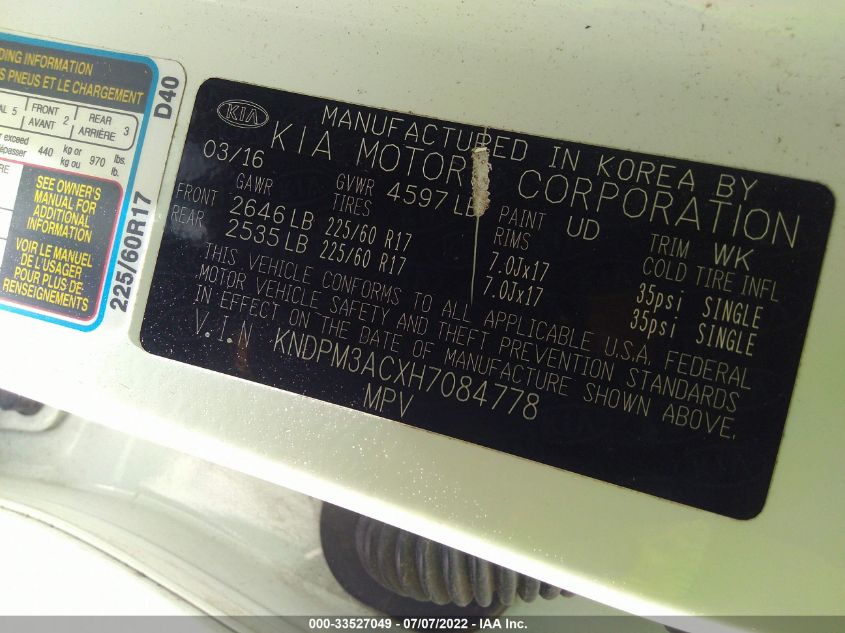 DING INFORMATION
S PNEUS ET LE CHARGEMENT
AL 5 FRONT AVANT 2 REAR ARRIÈRE 3
r exceed
dépasser 440 kg or kg ou 970 lbs. lb.
SEE OWNER'S
MANUAL FOR
ADDITIONAL
INFORMATION
VOIR LE MANUEL
DE L'USAGER
POUR PLUS DE
RENSEIGNEMENTS
225/60R17 D40
KIA
MANUFACTURED IN KOREA BY
KIA MOTORS CORPORATION
03/16
GAWR GVWR 4597 LB PAINT UD TRIM WK
TIRES RIMS COLD TIRE INFL
FRONT 2646 LB 225/60 R17 7.0Jx17 35psi SINGLE
REAR 2535 LB 225/60 R17 7.0Jx17 35psi SINGLE
THIS VEHICLE CONFORMS TO ALL APPLICABLE U.S.A. FEDERAL
MOTOR VEHICLE SAFETY AND THEFT PREVENTION STANDARDS
IN EFFECT ON THE DATE OF MANUFACTURE SHOWN ABOVE.
V.I.N KNDPM3ACXH7084778
MPV
000-33527049 - 07/07/2022 - IAA Inc.